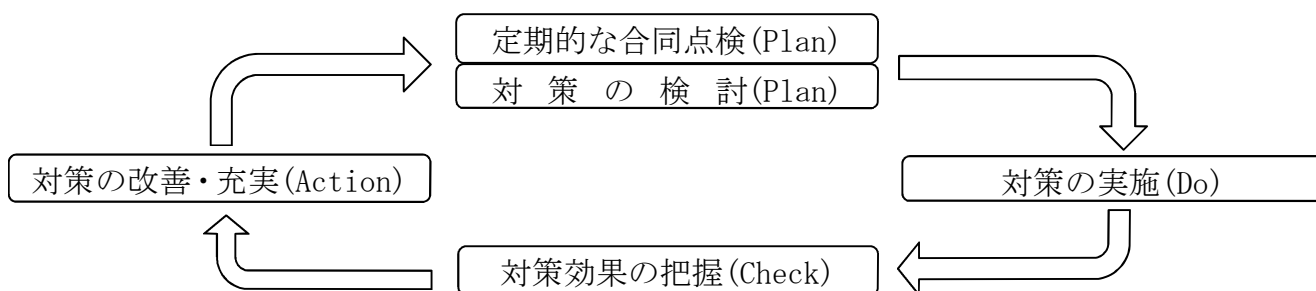 定期的な合同点検(Plan)
対策の検討(Plan)
対策の改善・充実(Action)
対策の実施(Do)
対策効果の把握(Check)